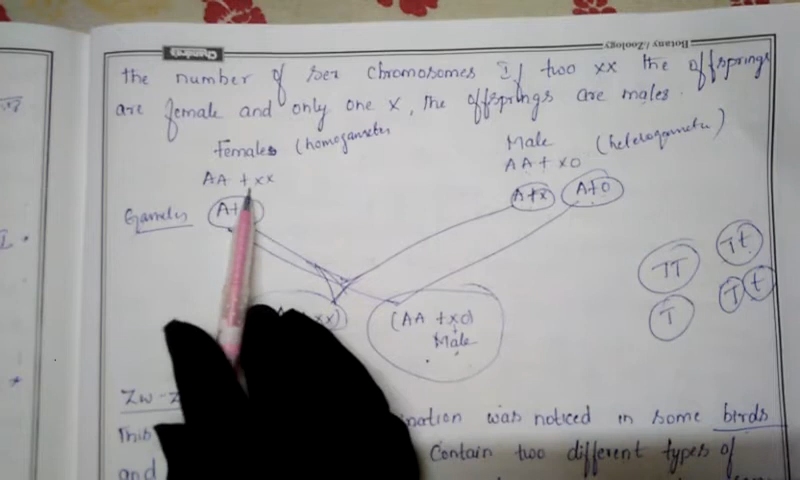 Botany/Zoology
the number of sex chromosomes If two xx the offsprings
are female and only one x, the offsprings are males.
Females (homogametes
Male (heterogametes)
AA + xx
AA + xo
Gametes
A+x
A+o
(AA + xo)
Male
TT
Tt
T
T t
ZW -
This
ination was noticed in some birds
and
Contain two different types of